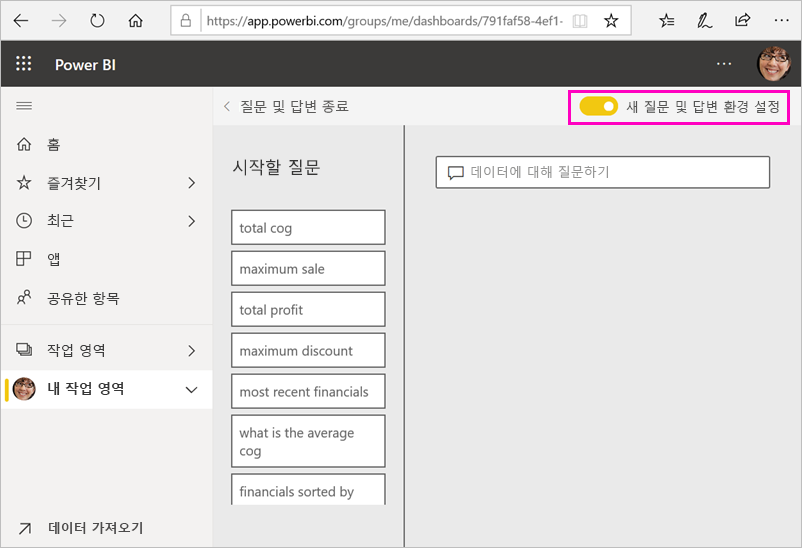 https://app.powerbi.com/groups/me/dashboards/791faf58-4ef1-
Power BI
질문 및 답변 종료
새 질문 및 답변 환경 설정
홈
즐겨찾기
최근
앱
공유한 항목
작업 영역
내 작업 영역
데이터 가져오기
시작할 질문
total cog
maximum sale
total profit
maximum discount
most recent financials
what is the average
cog
financials sorted by
데이터에 대해 질문하기